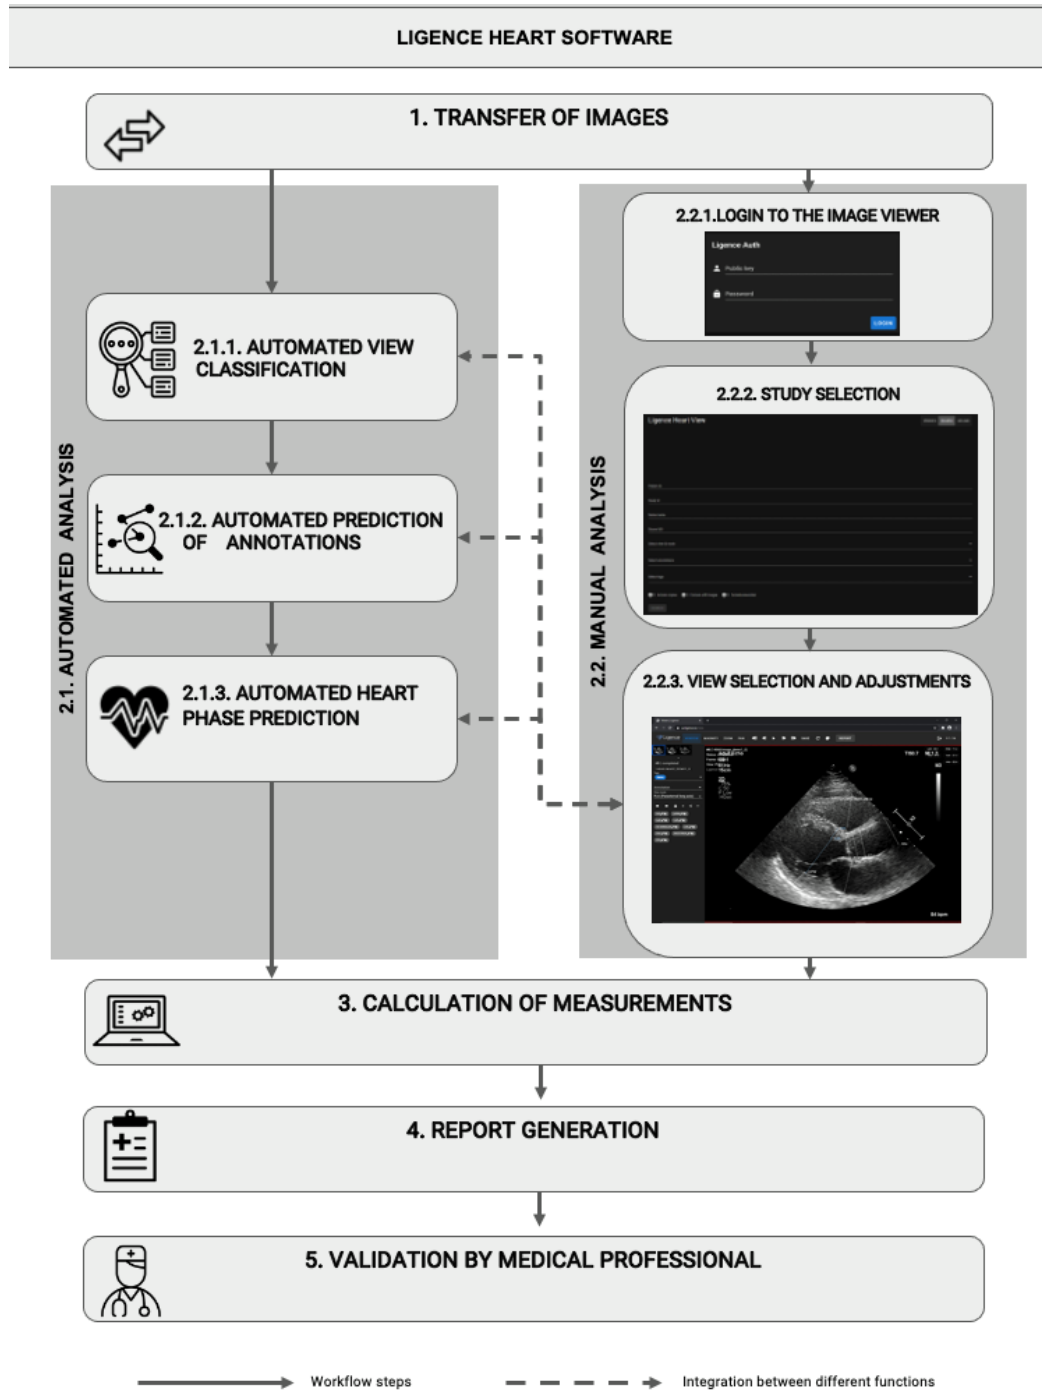 LIGENCE HEART SOFTWARE
1. TRANSFER OF IMAGES
2.1. AUTOMATED ANALYSIS
2.1.1. AUTOMATED VIEW
CLASSIFICATION
2.1.2. AUTOMATED PREDICTION
OF ANNOTATIONS
2.1.3. AUTOMATED HEART
PHASE PREDICTION
2.2. MANUAL ANALYSIS
2.2.1.LOGIN TO THE IMAGE VIEWER
Ligence Auth
Public key
Password
LOGIN
2.2.2. STUDY SELECTION
Ligence Heart View
2.2.3. VIEW SELECTION AND ADJUSTMENTS
3. CALCULATION OF MEASUREMENTS
4. REPORT GENERATION
5. VALIDATION BY MEDICAL PROFESSIONAL
Workflow steps
Integration between different functions